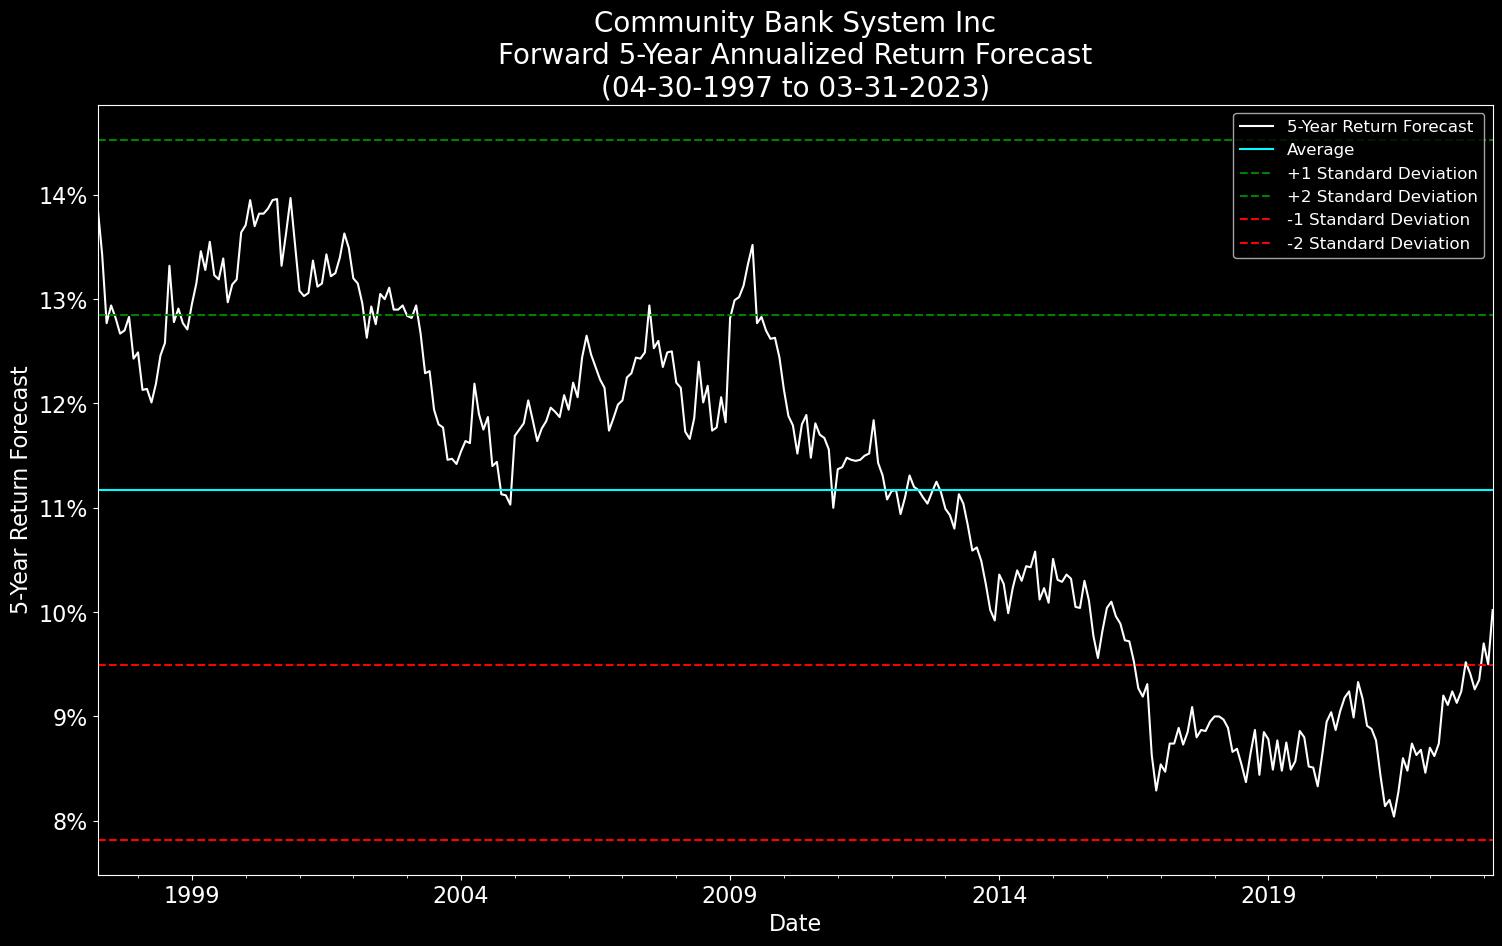 Community Bank System Inc
Forward 5-Year Annualized Return Forecast
(04-30-1997 to 03-31-2023)
5-Year Return Forecast
Average
+1 Standard Deviation
+2 Standard Deviation
-1 Standard Deviation
-2 Standard Deviation
14%
13%
12%
11%
10%
9%
8%
5-Year Return Forecast
1999
2004
2009
2014
2019
Date